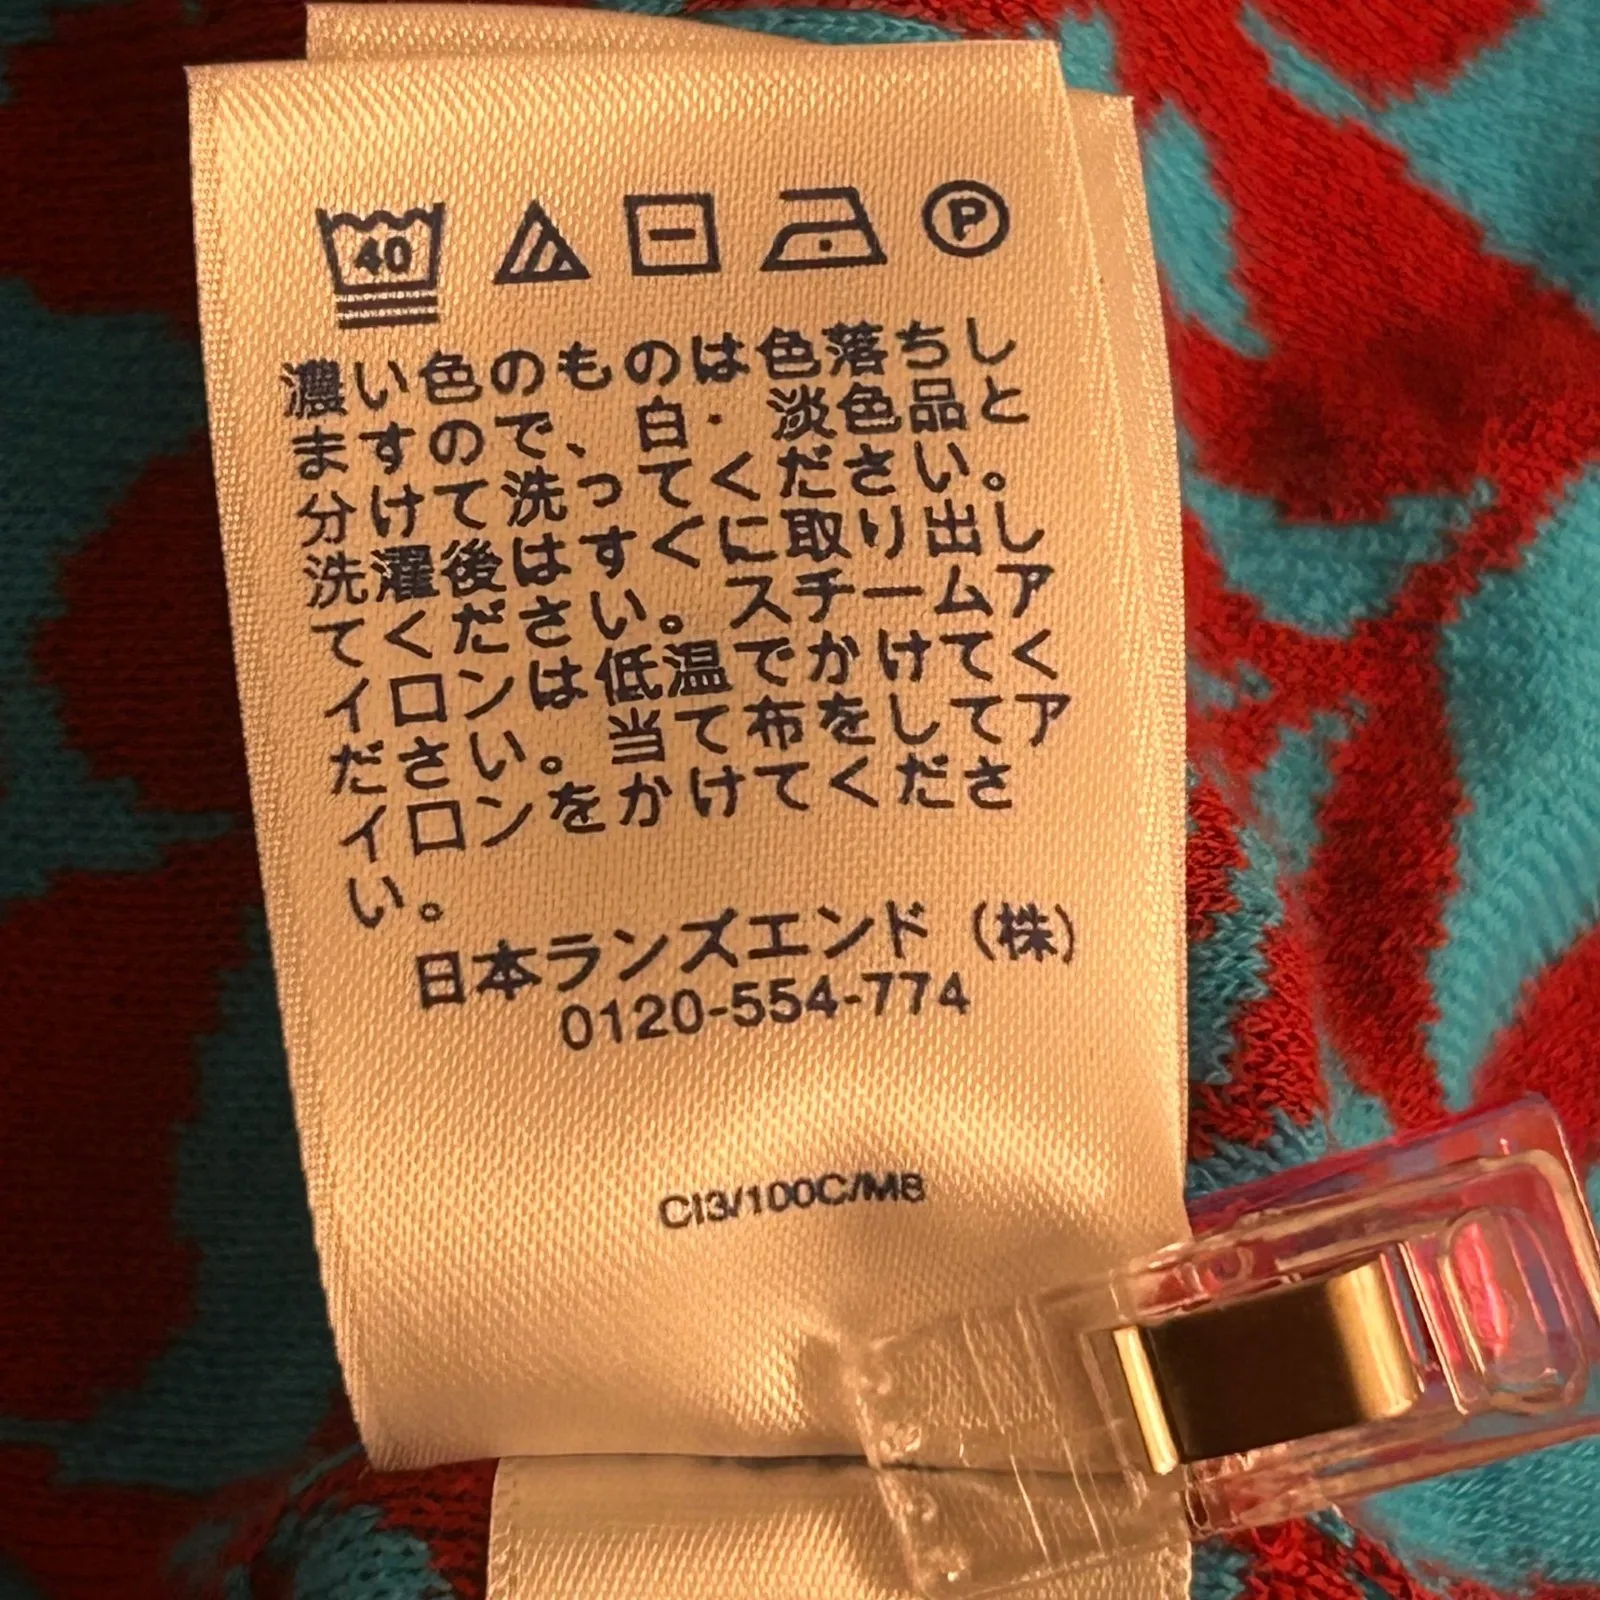 40
P
濃い色のものは色落ちし
ますので、白・淡色品と
分けて洗ってください。
洗濯後はすぐに取り出し
てください。スチームア
イロンは低温でかけてく
ださい。当て布をしてア
イロンをかけてくださ
い。
日本ランズエンド（株）
0120-554-774
CI3/100C/M8